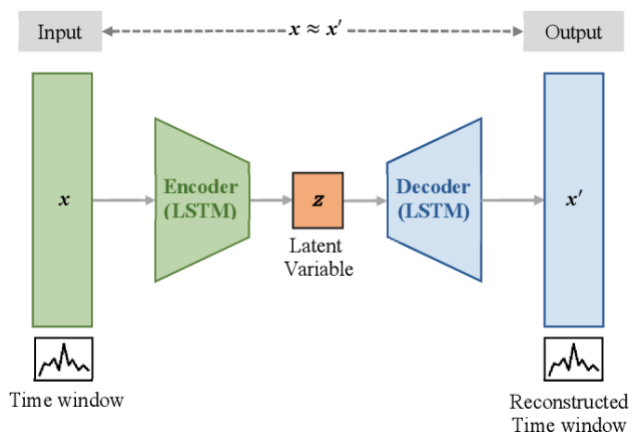 Input
x ≈ x′
Output
x
Encoder
(LSTM)
z
Decoder
(LSTM)
x′
Latent
Variable
Time window
Reconstructed
Time window